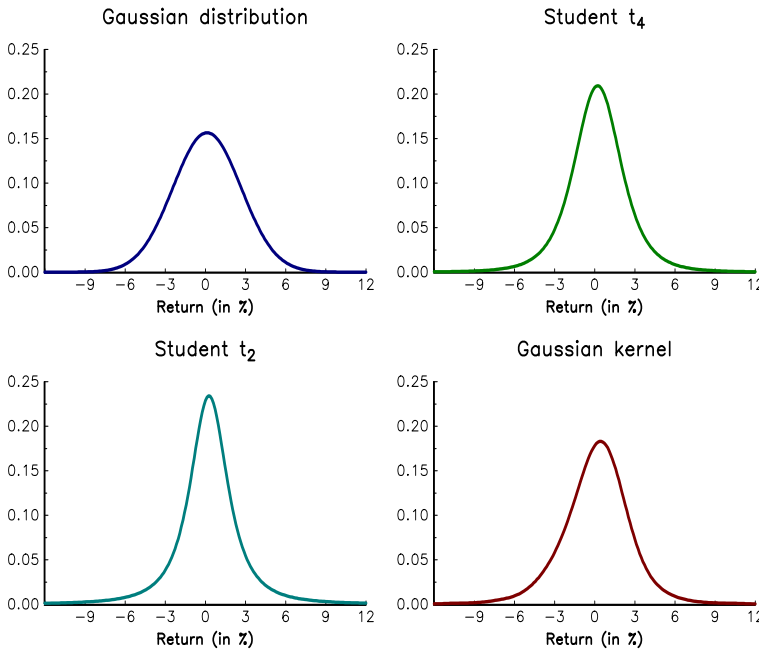 Gaussian distribution
0.25
0.20
0.15
0.10
0.05
0.00
−9 −6 −3 0 3 6 9 12
Return (in %)
Student t4
0.25
0.20
0.15
0.10
0.05
0.00
−9 −6 −3 0 3 6 9 12
Return (in %)
Student t2
0.25
0.20
0.15
0.10
0.05
0.00
−9 −6 −3 0 3 6 9 12
Return (in %)
Gaussian kernel
0.25
0.20
0.15
0.10
0.05
0.00
−9 −6 −3 0 3 6 9 12
Return (in %)